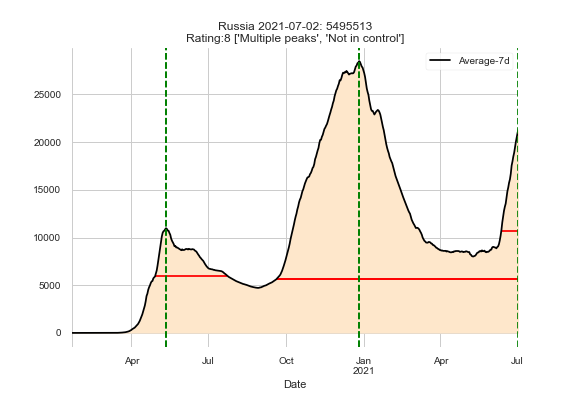 Russia 2021-07-02: 5495513
Rating:8 ['Multiple peaks', 'Not in control']
Average-7d
25000
20000
15000
10000
5000
0
Apr
Jul
Oct
Jan
2021
Apr
Jul
Date